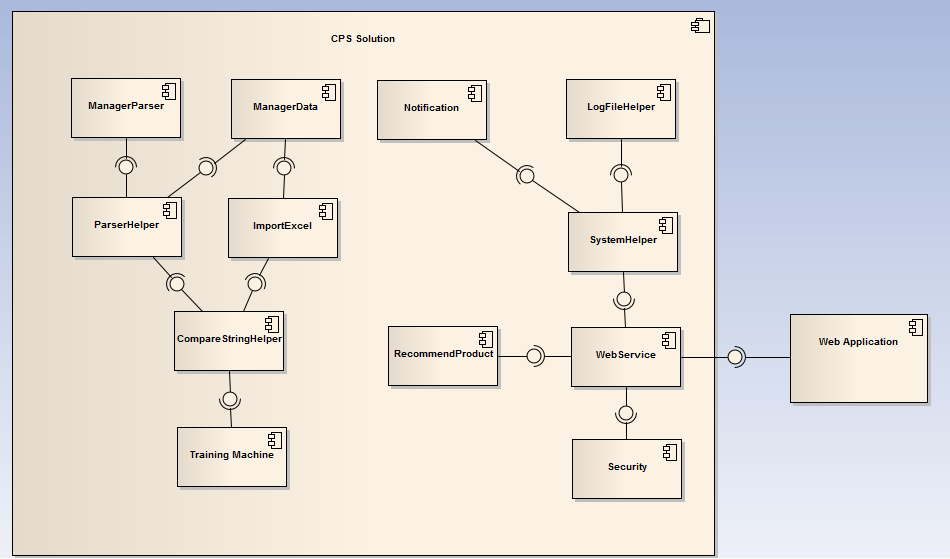 CPS Solution
ManagerParser
ManagerData
Notification
LogFileHelper
ParserHelper
ImportExcel
SystemHelper
CompareStringHelper
RecommendProduct
WebService
Web Application
Training Machine
Security